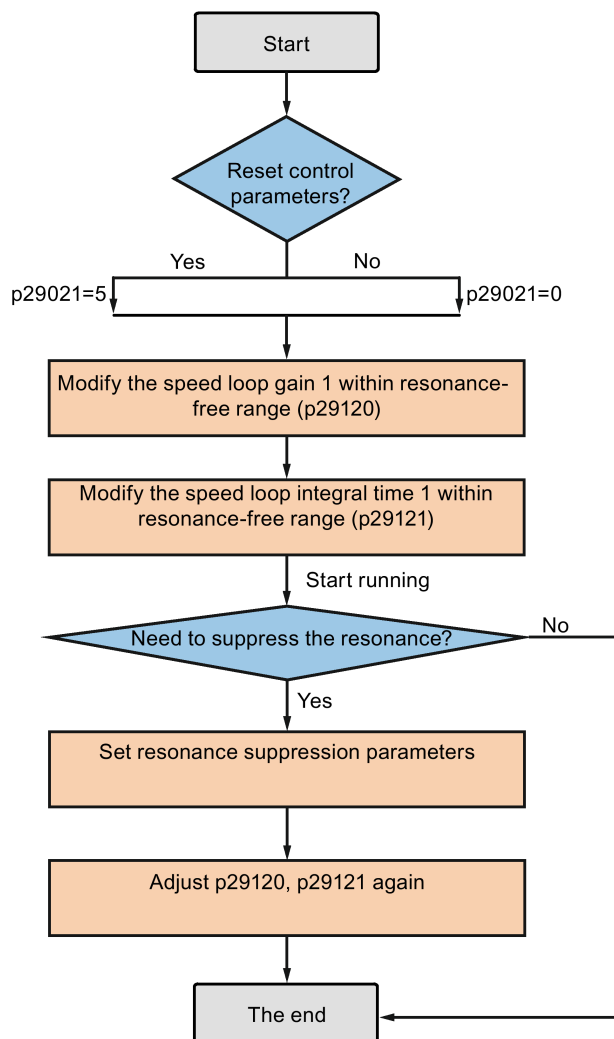 Start
Reset control
parameters?
Yes
No
p29021=5
p29021=0
Modify the speed loop gain 1 within resonance-
free range (p29120)
Modify the speed loop integral time 1 within
resonance-free range (p29121)
Start running
Need to suppress the resonance?
No
Yes
Set resonance suppression parameters
Adjust p29120, p29121 again
The end